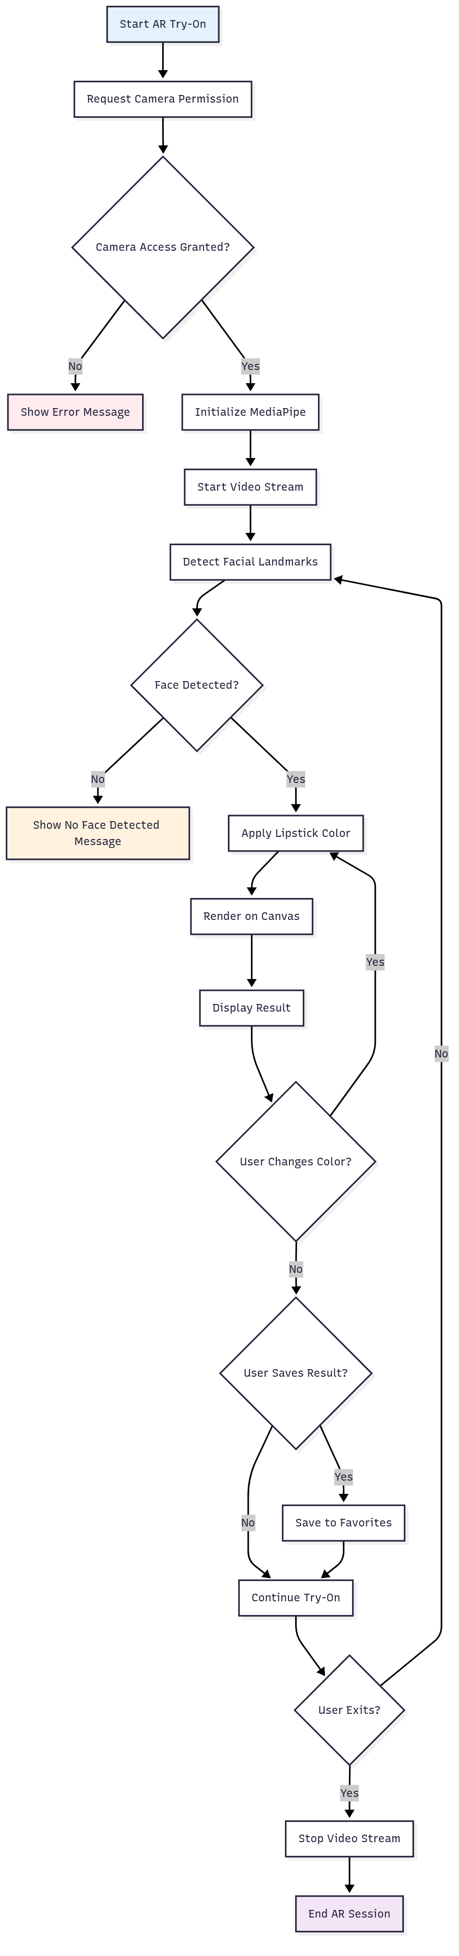 Start AR Try-On
Request Camera Permission
Camera Access Granted?
No
Yes
Show Error Message
Initialize MediaPipe
Start Video Stream
Detect Facial Landmarks
Face Detected?
No
Yes
Show No Face Detected
Message
Apply Lipstick Color
Render on Canvas
Yes
Display Result
No
User Changes Color?
No
User Saves Result?
Yes
No
Save to Favorites
Continue Try-On
User Exits?
Yes
Stop Video Stream
End AR Session